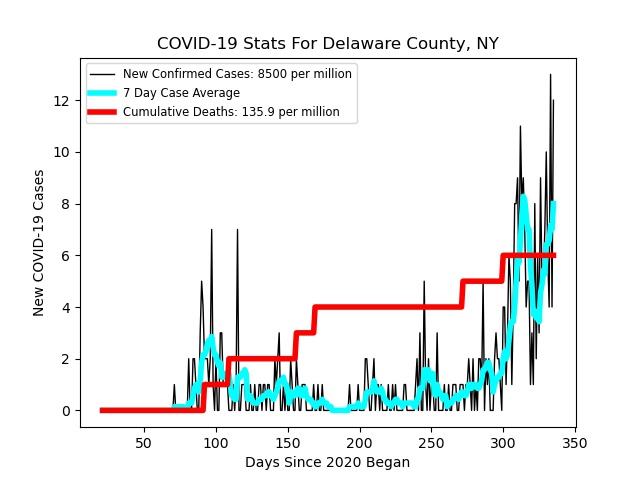 COVID-19 Stats For Delaware County, NY
New Confirmed Cases: 8500 per million
7 Day Case Average
Cumulative Deaths: 135.9 per million
New COVID-19 Cases
12
10
8
6
4
2
0
50
100
150
200
250
300
350
Days Since 2020 Began